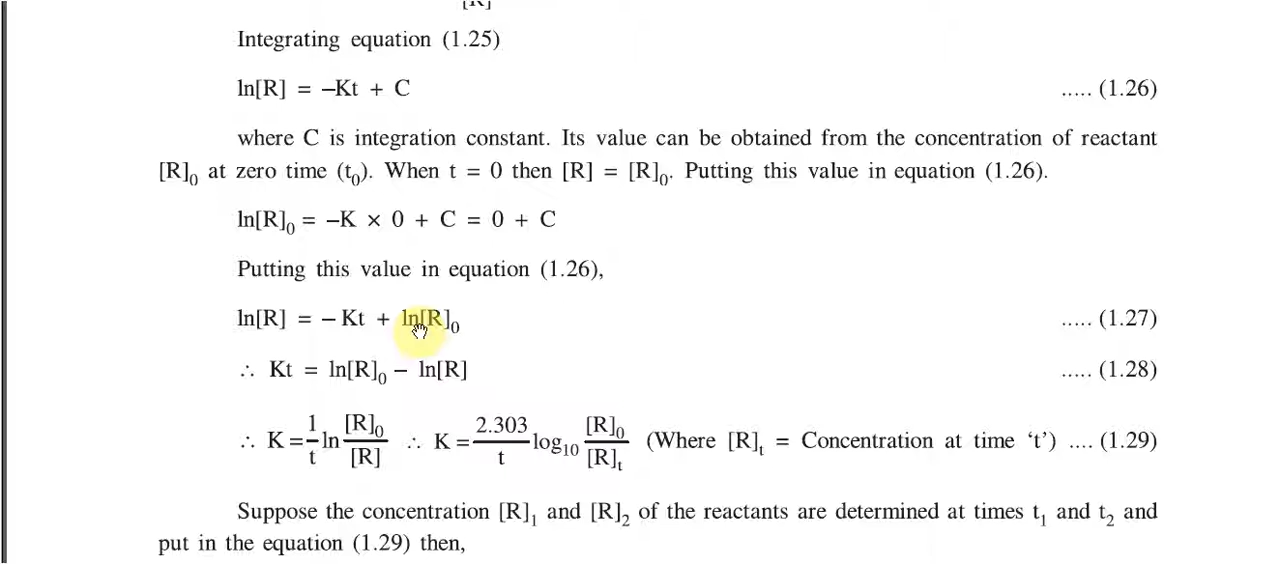 [R]
Integrating equation (1.25)
ln[R] = –Kt + C ..... (1.26)
where C is integration constant. Its value can be obtained from the concentration of reactant
[R]₀ at zero time (t₀). When t = 0 then [R] = [R]₀. Putting this value in equation (1.26).
ln[R]₀ = –K × 0 + C = 0 + C
Putting this value in equation (1.26),
ln[R] = – Kt + ln[R]₀ ..... (1.27)
∴ Kt = ln[R]₀ – ln[R] ..... (1.28)
∴ K = 1/t ln [R]₀/[R] ∴ K = 2.303/t log₁₀ [R]₀/[R]ₜ (Where [R]ₜ = Concentration at time ‘t’) .... (1.29)
Suppose the concentration [R]₁ and [R]₂ of the reactants are determined at times t₁ and t₂ and
put in the equation (1.29) then,